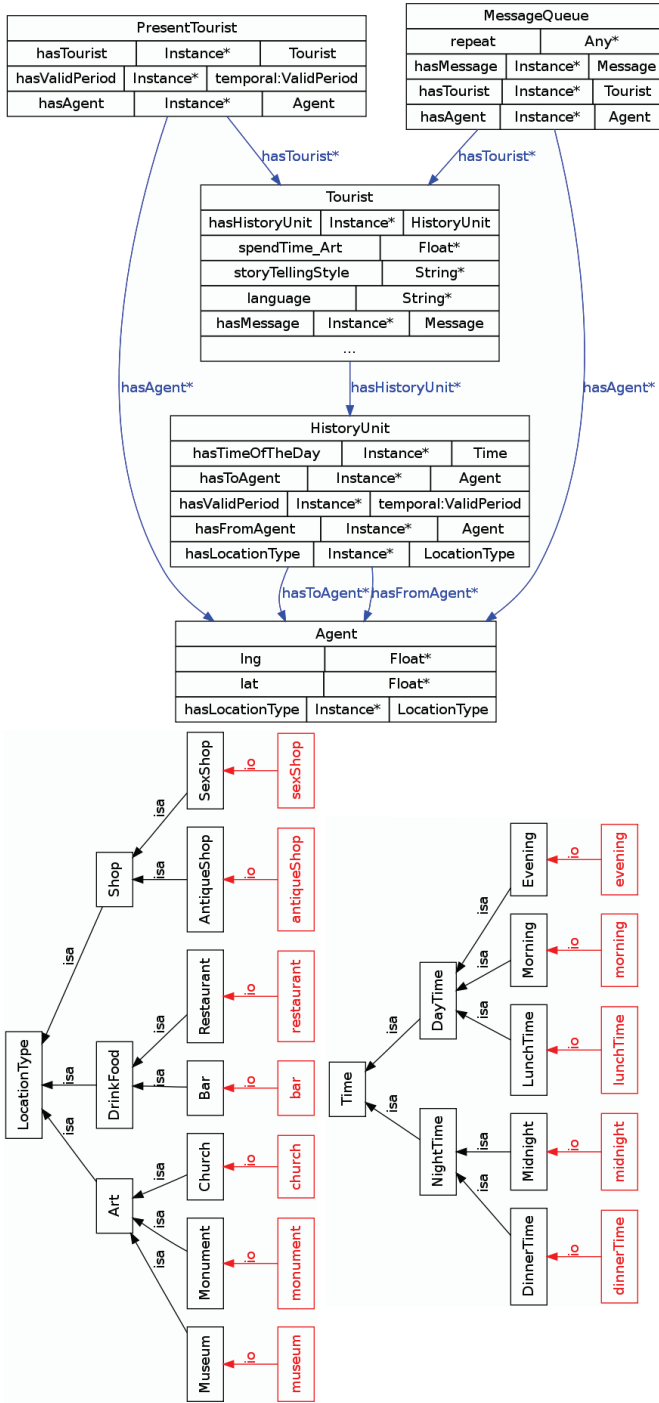 PresentTourist
hasTourist Instance* Tourist
hasValidPeriod Instance* temporal:ValidPeriod
hasAgent Instance* Agent
MessageQueue
repeat Any*
hasMessage Instance* Message
hasTourist Instance* Tourist
hasAgent Instance* Agent
hasTourist*
hasTourist*
Tourist
hasHistoryUnit Instance* HistoryUnit
spendTime_Art Float*
storyTellingStyle String*
language String*
hasMessage Instance* Message
...
hasAgent*
hasHistoryUnit*
hasAgent*
HistoryUnit
hasTimeOfTheDay Instance* Time
hasToAgent Instance* Agent
hasValidPeriod Instance* temporal:ValidPeriod
hasFromAgent Instance* Agent
hasLocationType Instance* LocationType
hasToAgent*
hasFromAgent*
Agent
lng Float*
lat Float*
hasLocationType Instance* LocationType
LocationType
isa isa isa
Art DrinkFood Shop
isa isa isa isa isa isa isa
Museum Monument Church Bar Restaurant AntiqueShop SexShop
io io io io io io io
museum monument church bar restaurant antiqueShop sexShop
Time
isa isa
NightTime DayTime
isa isa isa isa isa
DinnerTime Midnight LunchTime Morning Evening
io io io io io
dinnerTime midnight lunchTime morning evening